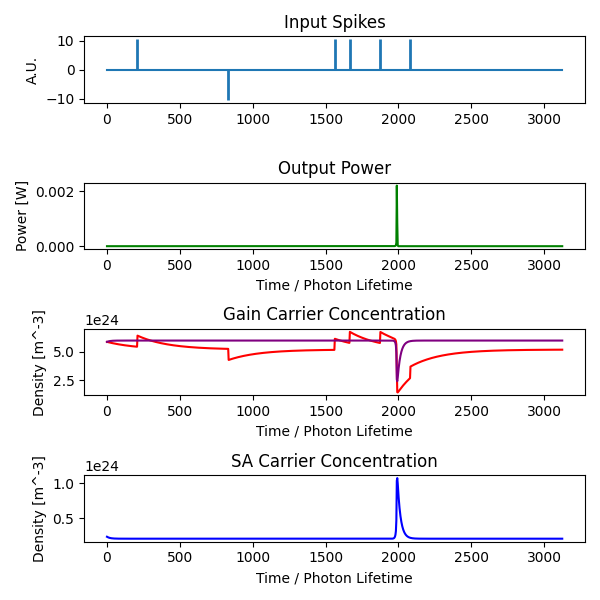 Input Spikes
A.U.
10
0
−10
0 500 1000 1500 2000 2500 3000
Output Power
Power [W]
0.002
0.000
0 500 1000 1500 2000 2500 3000
Time / Photon Lifetime
Gain Carrier Concentration
1e24
Density [m^-3]
5.0
2.5
0 500 1000 1500 2000 2500 3000
Time / Photon Lifetime
SA Carrier Concentration
1e24
Density [m^-3]
1.0
0.5
0 500 1000 1500 2000 2500 3000
Time / Photon Lifetime